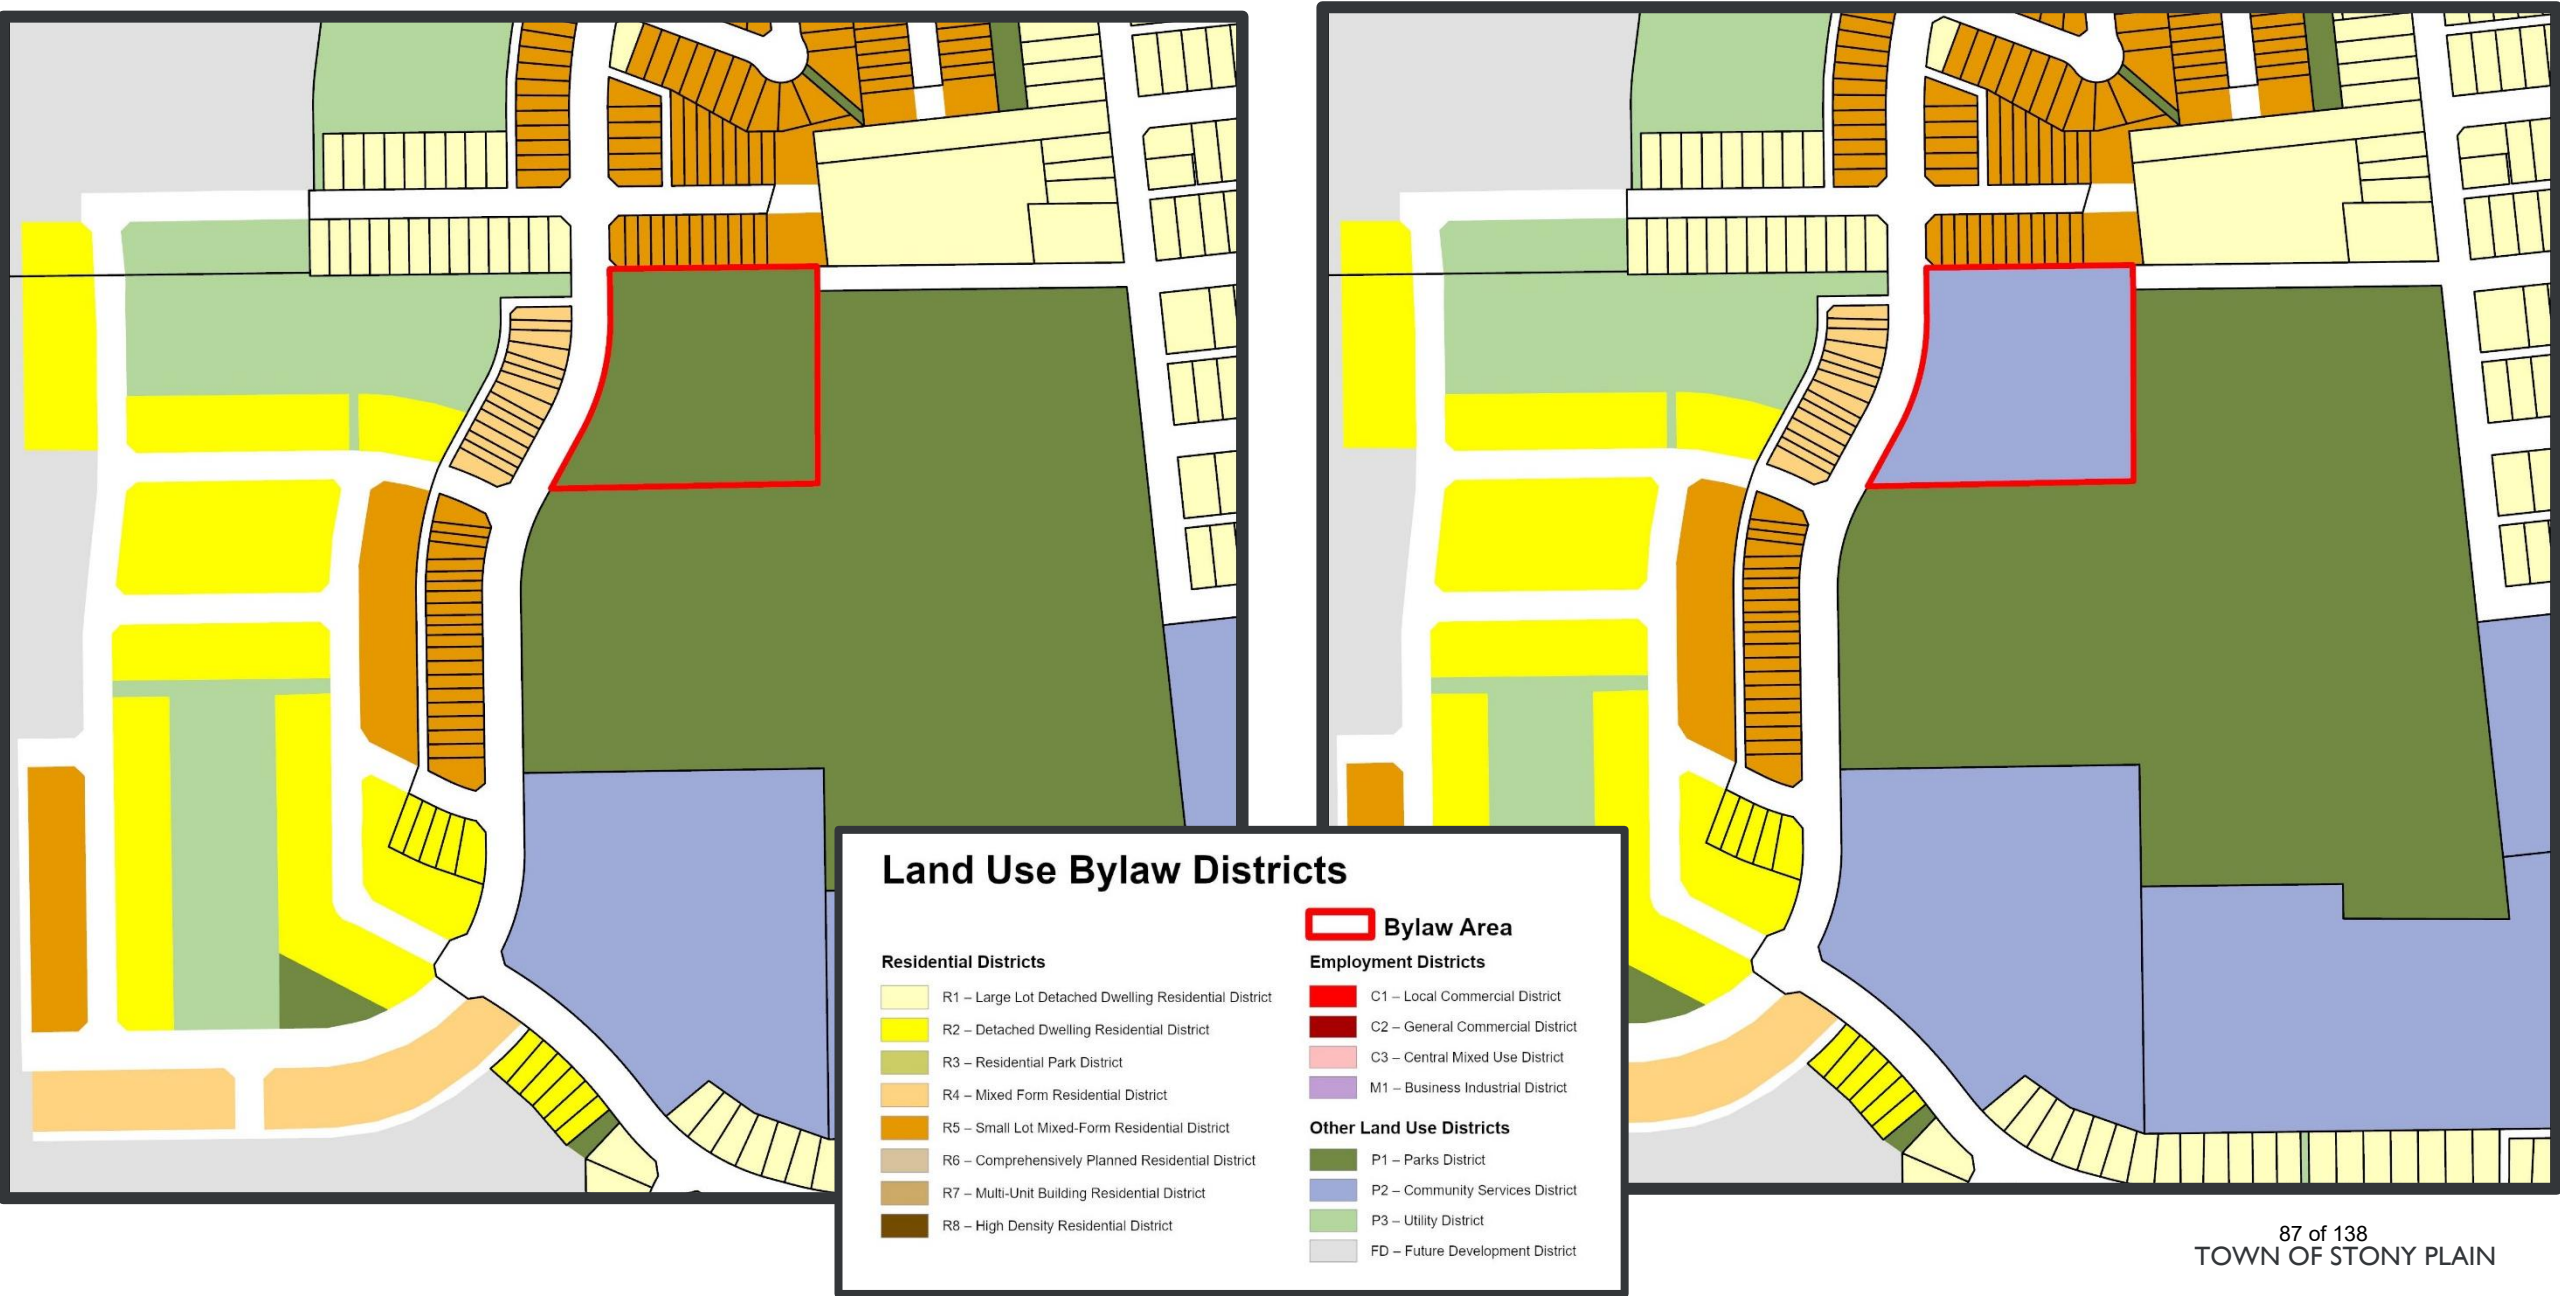 Land Use Bylaw Districts
Bylaw Area
Residential Districts
R1 – Large Lot Detached Dwelling Residential District
R2 – Detached Dwelling Residential District
R3 – Residential Park District
R4 – Mixed Form Residential District
R5 – Small Lot Mixed-Form Residential District
R6 – Comprehensively Planned Residential District
R7 – Multi-Unit Building Residential District
R8 – High Density Residential District
Employment Districts
C1 – Local Commercial District
C2 – General Commercial District
C3 – Central Mixed Use District
M1 – Business Industrial District
Other Land Use Districts
P1 – Parks District
P2 – Community Services District
P3 – Utility District
FD – Future Development District
87 of 138
TOWN OF STONY PLAIN